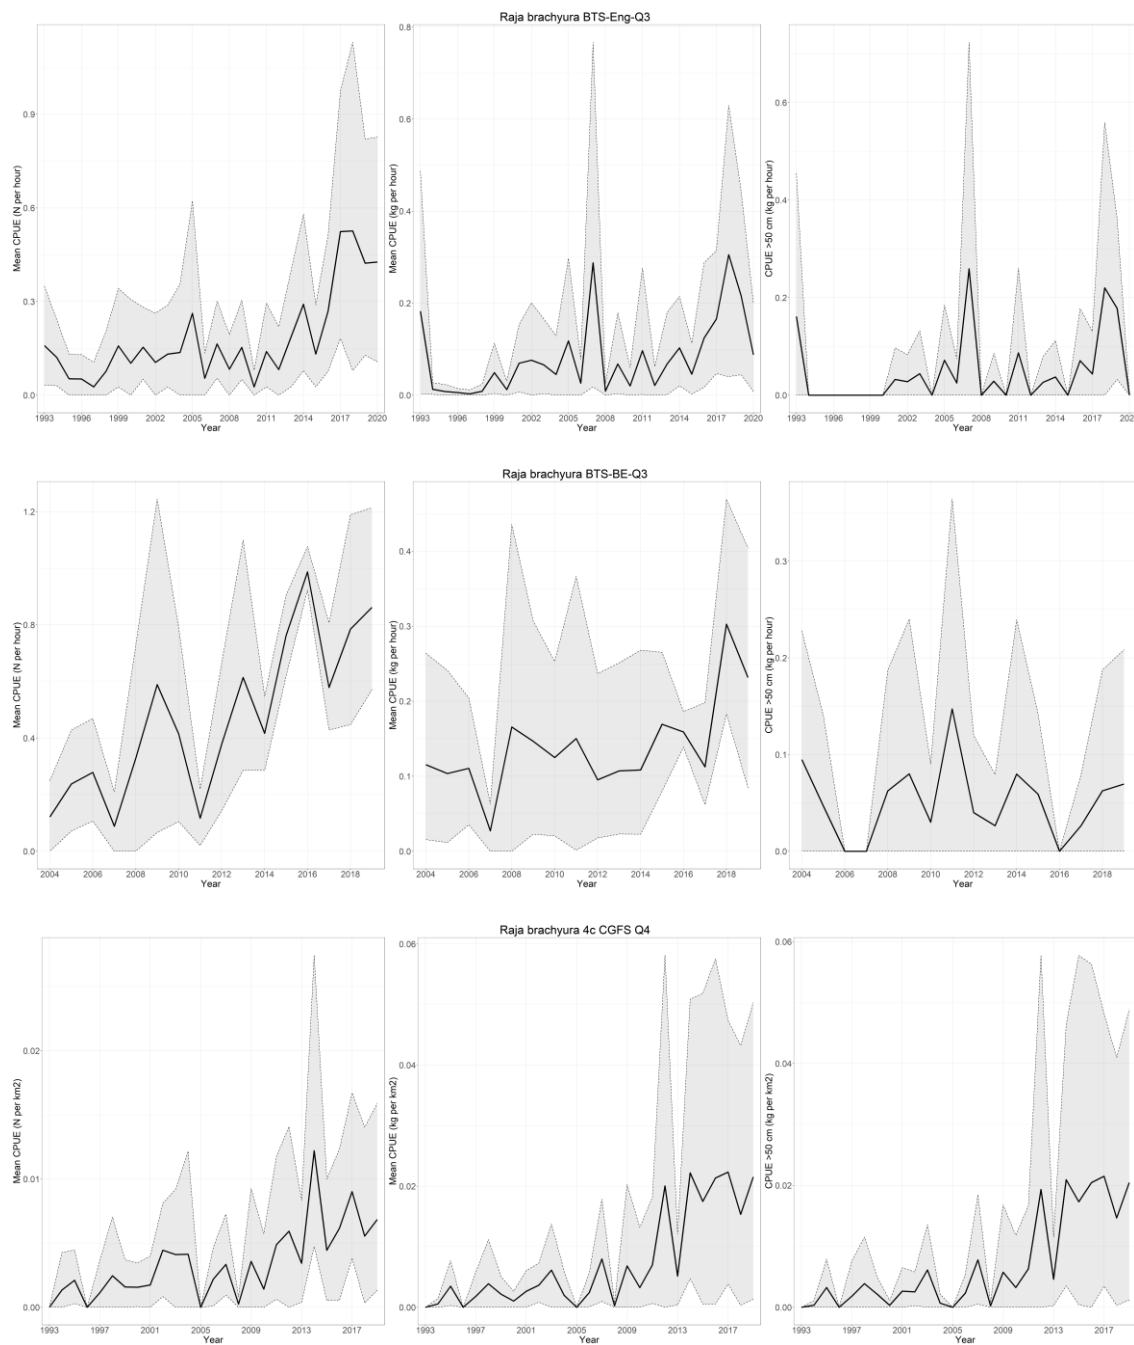 Raja brachyura BTS-Eng-Q3
Mean CPUE (N per hour)
0.9
0.6
0.3
0.0
1993 1996 1999 2002 2005 2008 2011 2014 2017 2020
Year
Mean CPUE (kg per hour)
0.8
0.6
0.4
0.2
0.0
1993 1996 1999 2002 2005 2008 2011 2014 2017 2020
Year
CPUE >50 cm (kg per hour)
0.6
0.4
0.2
0.0
1993 1996 1999 2002 2005 2008 2011 2014 2017 202
Year
Raja brachyura BTS-BE-Q3
Mean CPUE (N per hour)
1.2
0.8
0.4
0.0
2004 2006 2008 2010 2012 2014 2016 2018
Year
Mean CPUE (kg per hour)
0.4
0.3
0.2
0.1
0.0
2004 2006 2008 2010 2012 2014 2016 2018
Year
CPUE >50 cm (kg per hour)
0.3
0.2
0.1
0.0
2004 2006 2008 2010 2012 2014 2016 2018
Year
Raja brachyura 4c CGFS Q4
Mean CPUE (N per km2)
0.02
0.01
0.00
1993 1997 2001 2005 2009 2013 2017
Year
Mean CPUE (kg per km2)
0.06
0.04
0.02
0.00
1993 1997 2001 2005 2009 2013 2017
Year
CPUE >50 cm (kg per km2)
0.06
0.04
0.02
0.00
1993 1997 2001 2005 2009 2013 2017
Year